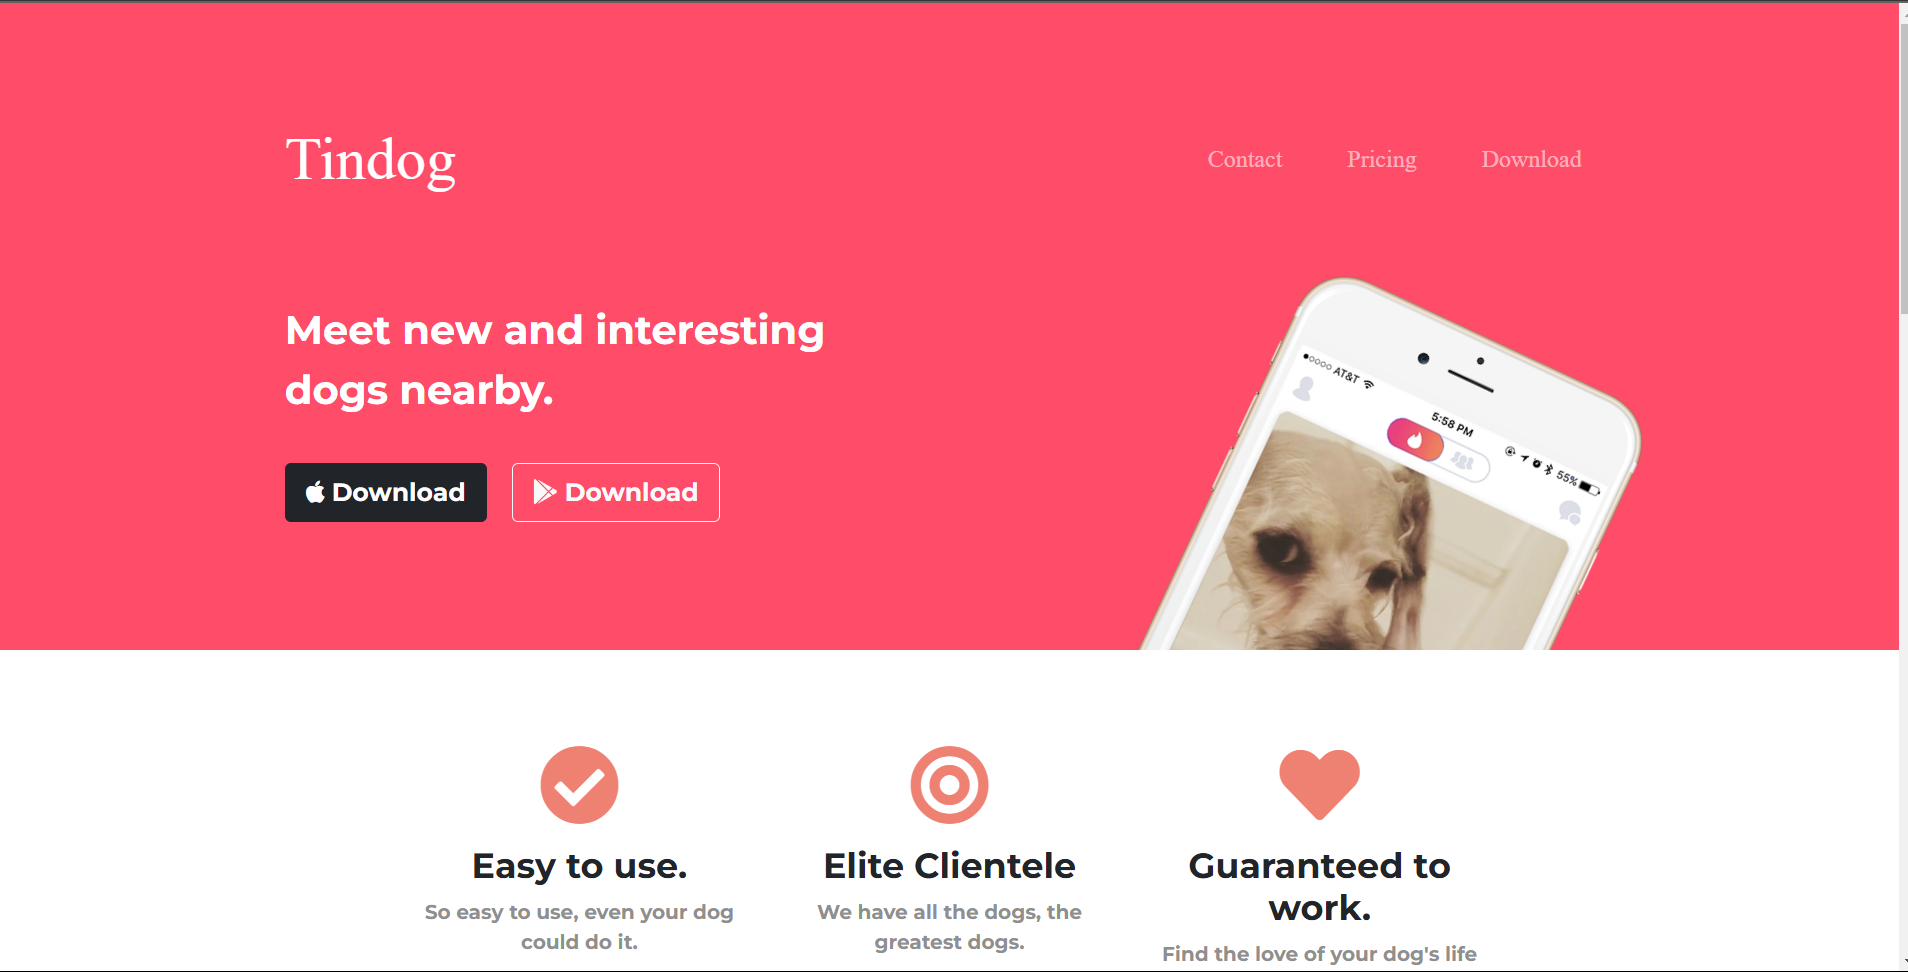 Tindog
Contact Pricing Download
Meet new and interesting
dogs nearby.
AT&T
5:58 PM
55%
Download Download
Easy to use.
So easy to use, even your dog
could do it.
Elite Clientele
We have all the dogs, the
greatest dogs.
Guaranteed to
work.
Find the love of your dog's life